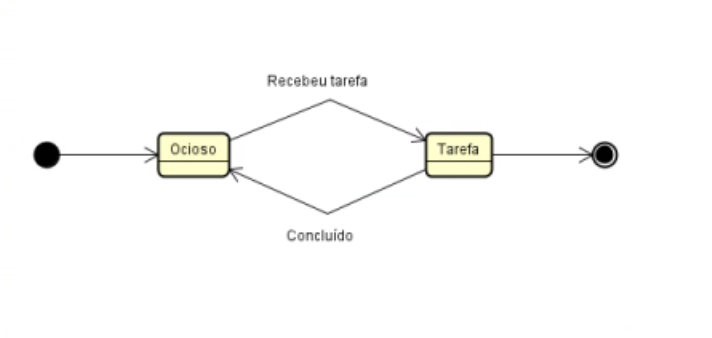 Recebeu tarefa
Ocioso
Tarefa
Concluído